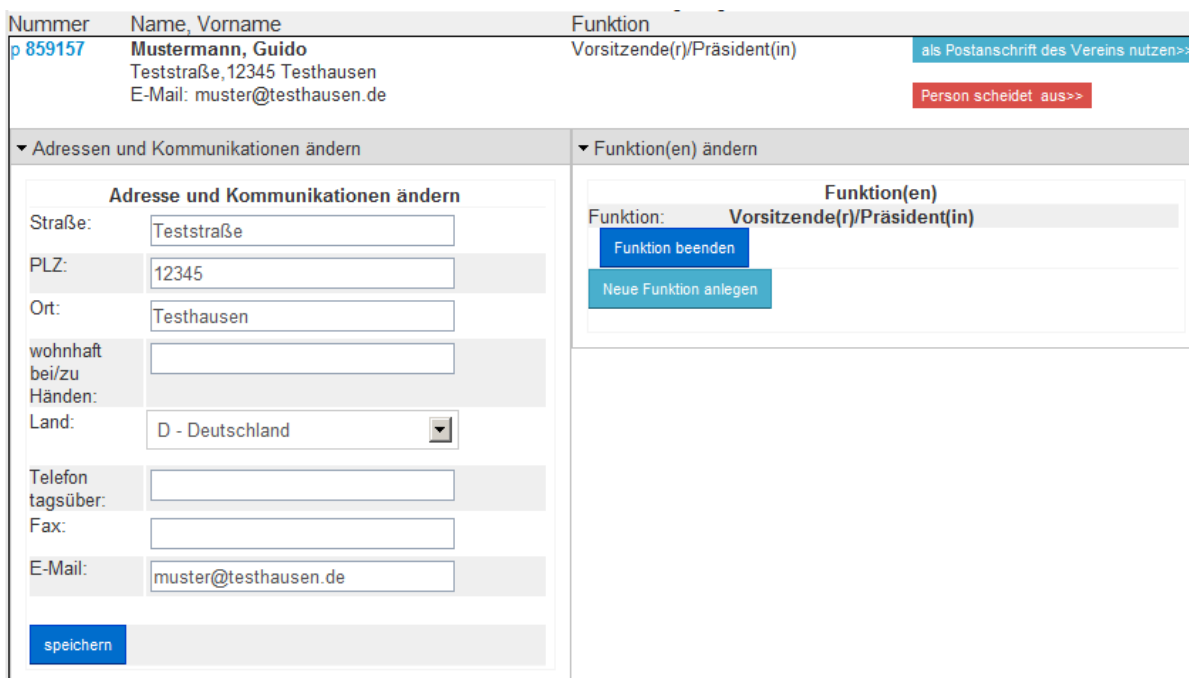 Nummer Name, Vorname Funktion
p 859157 Mustermann, Guido Vorsitzende(r)/Präsident(in) als Postanschrift des Vereins nutzen>>
Teststraße,12345 Testhausen
E-Mail: muster@testhausen.de Person scheidet aus>>
Adressen und Kommunikationen ändern
Adresse und Kommunikationen ändern
Straße: Teststraße
PLZ: 12345
Ort: Testhausen
wohnhaft
bei/zu
Händen:
Land: D - Deutschland
Telefon
tagsüber:
Fax:
E-Mail: muster@testhausen.de
speichern
Funktion(en) ändern
Funktion(en)
Funktion: Vorsitzende(r)/Präsident(in)
Funktion beenden
Neue Funktion anlegen